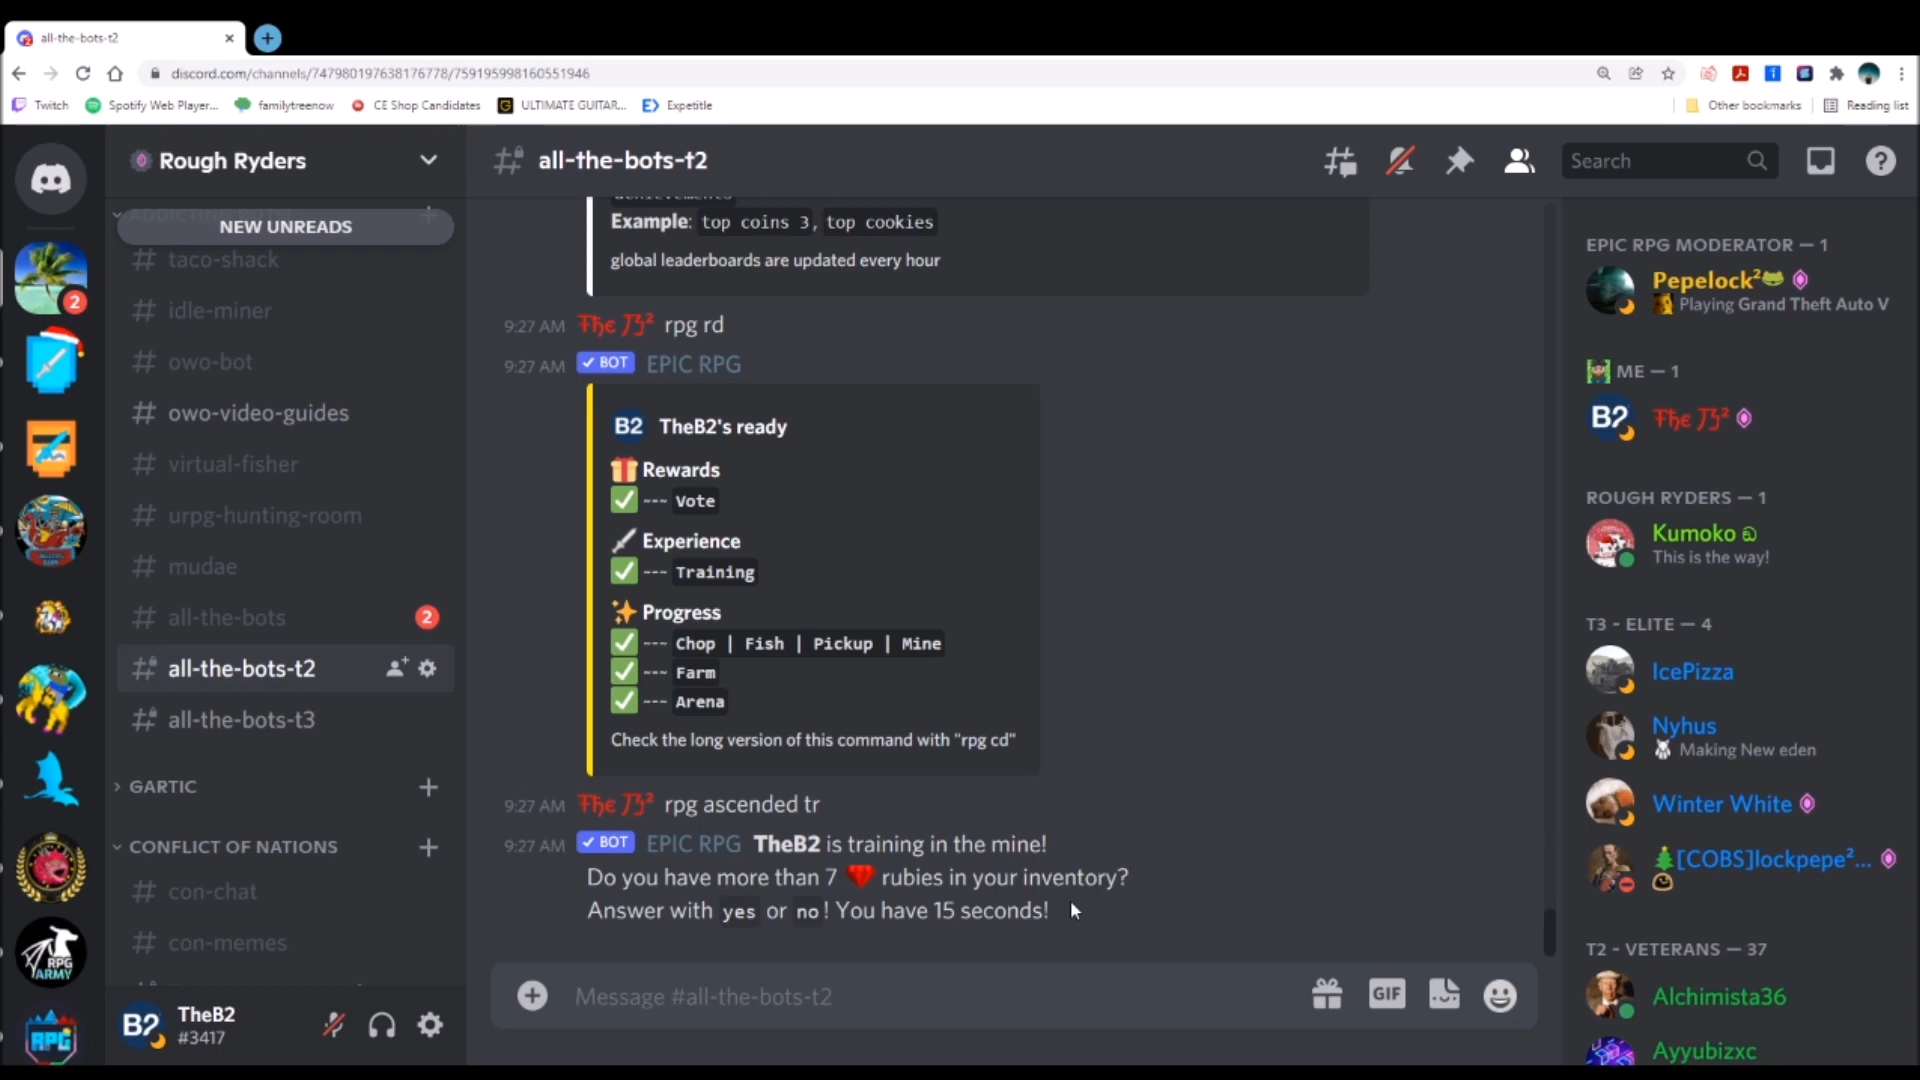 all-the-bots-t2
discord.com/channels/747980197638176778/759195998160551946
Twitch
Spotify Web Player...
familytreenow
CE Shop Candidates
ULTIMATE GUITAR...
Expetitle
Other bookmarks
Reading list
Rough Ryders
NEW UNREADS
# taco-shack
# idle-miner
# owo-bot
# owo-video-guides
# virtual-fisher
# urpg-hunting-room
# mudae
# all-the-bots 2
all-the-bots-t2
all-the-bots-t3
GARTIC
CONFLICT OF NATIONS
# con-chat
# con-memes
2
RPG
ARMY
RPG
B2 TheB2
#3417
all-the-bots-t2
Search
achievements
Example: top coins 3, top cookies
global leaderboards are updated every hour
9:27 AM rpg rd
9:27 AM ✓ BOT EPIC RPG
B2 TheB2's ready
Rewards
--- Vote
Experience
--- Training
Progress
--- Chop | Fish | Pickup | Mine
--- Farm
--- Arena
Check the long version of this command with "rpg cd"
9:27 AM rpg ascended tr
9:27 AM ✓ BOT EPIC RPG TheB2 is training in the mine!
Do you have more than 7 rubies in your inventory?
Answer with yes or no! You have 15 seconds!
Message #all-the-bots-t2
GIF
EPIC RPG MODERATOR — 1
Pepelock²
Playing Grand Theft Auto V
ME — 1
B2
ROUGH RYDERS — 1
Kumoko
This is the way!
T3 - ELITE — 4
IcePizza
Nyhus
Making New eden
Winter White
[COBS]lockpepe²...
T2 - VETERANS — 37
Alchimista36
Ayyubizxc